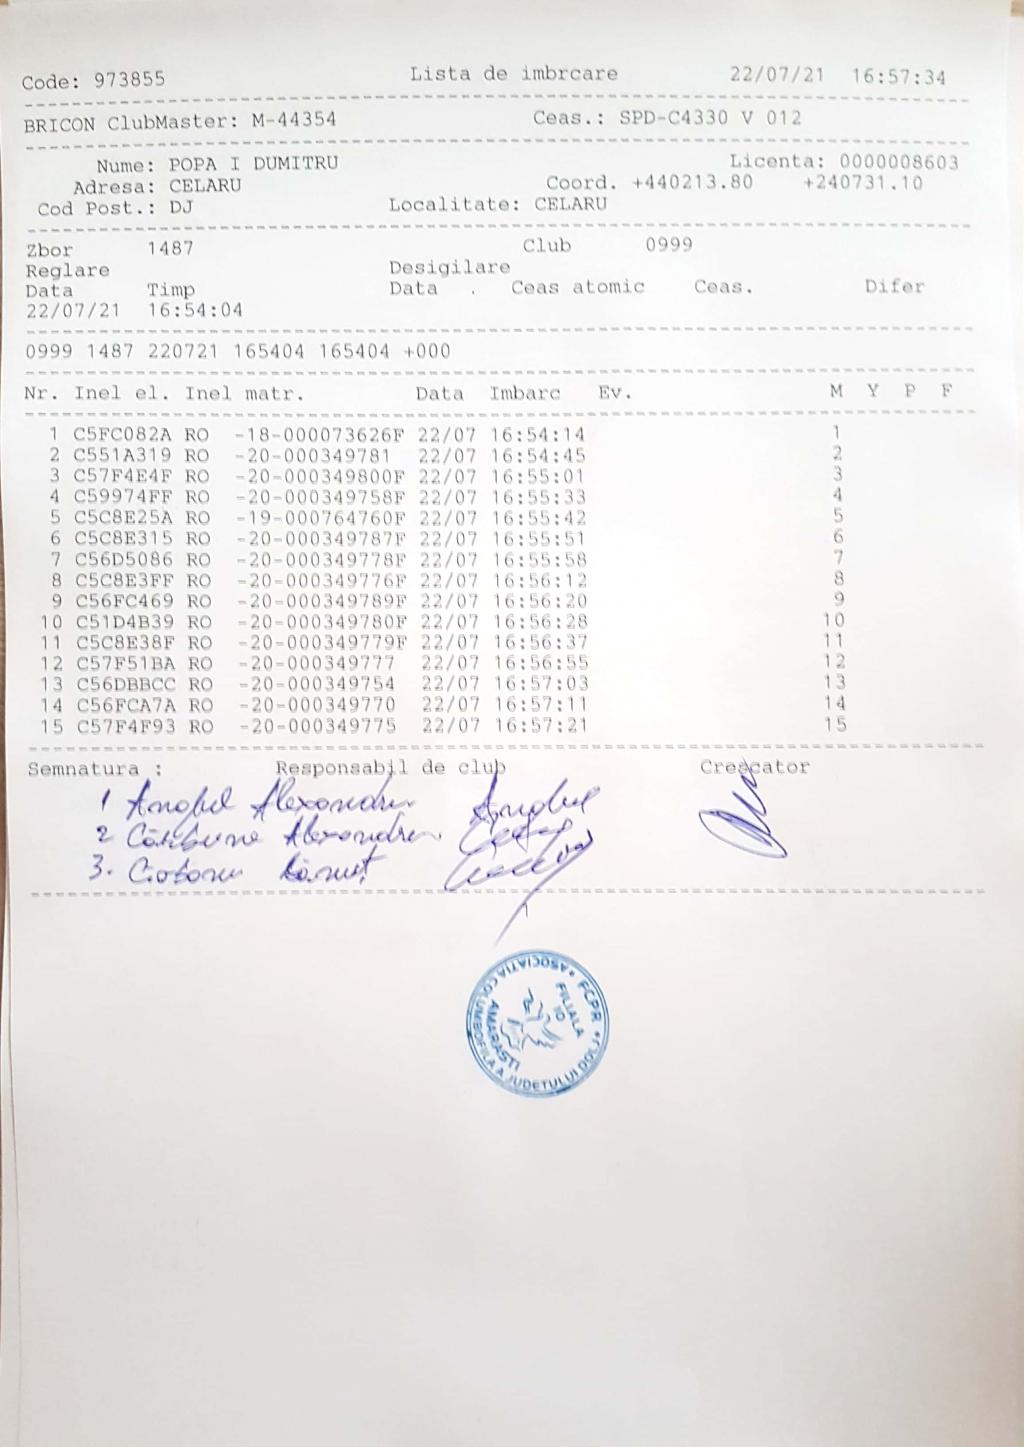 Code: 973855 Lista de imbrcare 22/07/21 16:57:34
BRICON ClubMaster: M-44354 Ceas.: SPD-C4330 V 012
Nume: POPA I DUMITRU Licenta: 0000008603
Adresa: CELARU Coord. +440213.80 +240731.10
Cod Post.: DJ Localitate: CELARU
Zbor 1487 Club 0999
Reglare Desigilare
Data Timp Data . Ceas atomic Ceas. Difer
22/07/21 16:54:04
0999 1487 220721 165404 165404 +000
Nr. Inel el. Inel matr. Data Imbarc Ev. M Y P F
1 C5FC082A RO -18-000073626F 22/07 16:54:14 1
2 C551A319 RO -20-000349781 22/07 16:54:45 2
3 C57F4E4F RO -20-000349800F 22/07 16:55:01 3
4 C59974FF RO -20-000349758F 22/07 16:55:33 4
5 C5C8E25A RO -19-000764760F 22/07 16:55:42 5
6 C5C8E315 RO -20-000349787F 22/07 16:55:51 6
7 C56D5086 RO -20-000349778F 22/07 16:55:58 7
8 C5C8E3FF RO -20-000349776F 22/07 16:56:12 8
9 C56FC469 RO -20-000349789F 22/07 16:56:20 9
10 C51D4B39 RO -20-000349780F 22/07 16:56:28 10
11 C5C8E38F RO -20-000349779F 22/07 16:56:37 11
12 C57F51BA RO -20-000349777 22/07 16:56:55 12
13 C56DBBCC RO -20-000349754 22/07 16:57:03 13
14 C56FCA7A RO -20-000349770 22/07 16:57:11 14
15 C57F4F93 RO -20-000349775 22/07 16:57:21 15
Semnatura : Responsabil de club Crescator
1 Alexandru
2 Alexandru
3.
FCPR
ASOCIATIA COLUMBOFILA A JUDETULUI DOLJ
FILIALA
10
AMARASTI